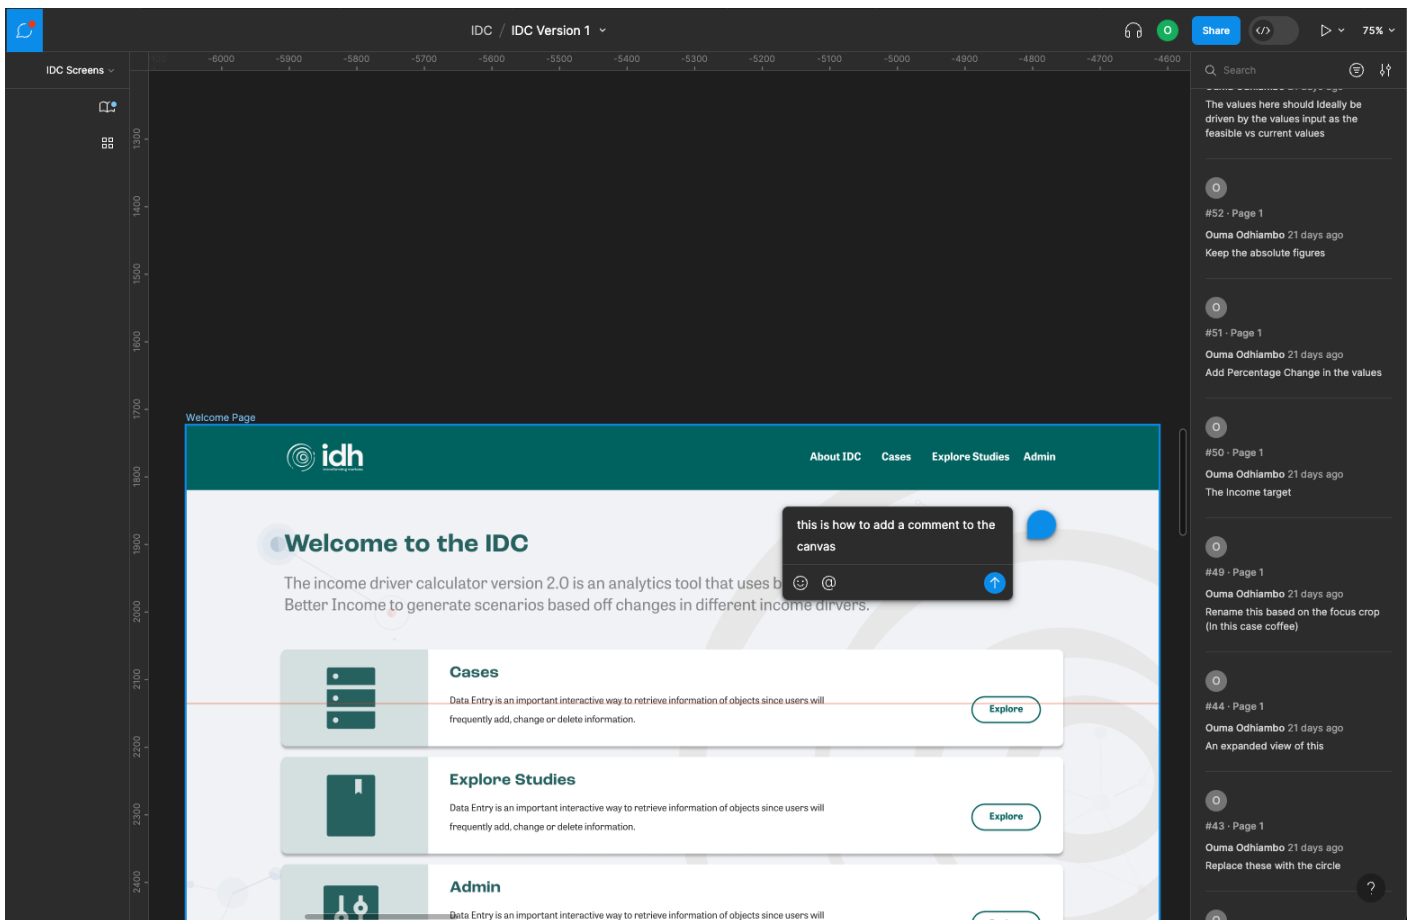 IDC / IDC Version 1
O
Share
</>
75%
IDC Screens
-6000 -5900 -5800 -5700 -5600 -5500 -5400 -5300 -5200 -5100 -5000 -4900 -4800 -4700 -4600
1300
1400
1500
1600
1700
1800
1900
2000
2100
2200
2300
2400
Welcome Page
idh
About IDC Cases Explore Studies Admin
Welcome to the IDC
The income driver calculator version 2.0 is an analytics tool that uses b
Better Income to generate scenarios based off changes in different income dirvers.
this is how to add a comment to the
canvas
@
Cases
Data Entry is an important interactive way to retrieve information of objects since users will
frequently add, change or delete information.
Explore
Explore Studies
Data Entry is an important interactive way to retrieve information of objects since users will
frequently add, change or delete information.
Explore
Admin
Data Entry is an important interactive way to retrieve information of objects since users will
Search
Ouma Odhiambo 21 days ago
The values here should Ideally be
driven by the values input as the
feasible vs current values
O
#52 · Page 1
Ouma Odhiambo 21 days ago
Keep the absolute figures
O
#51 · Page 1
Ouma Odhiambo 21 days ago
Add Percentage Change in the values
O
#50 · Page 1
Ouma Odhiambo 21 days ago
The Income target
O
#49 · Page 1
Ouma Odhiambo 21 days ago
Rename this based on the focus crop
(In this case coffee)
O
#44 · Page 1
Ouma Odhiambo 21 days ago
An expanded view of this
O
#43 · Page 1
Ouma Odhiambo 21 days ago
Replace these with the circle
?